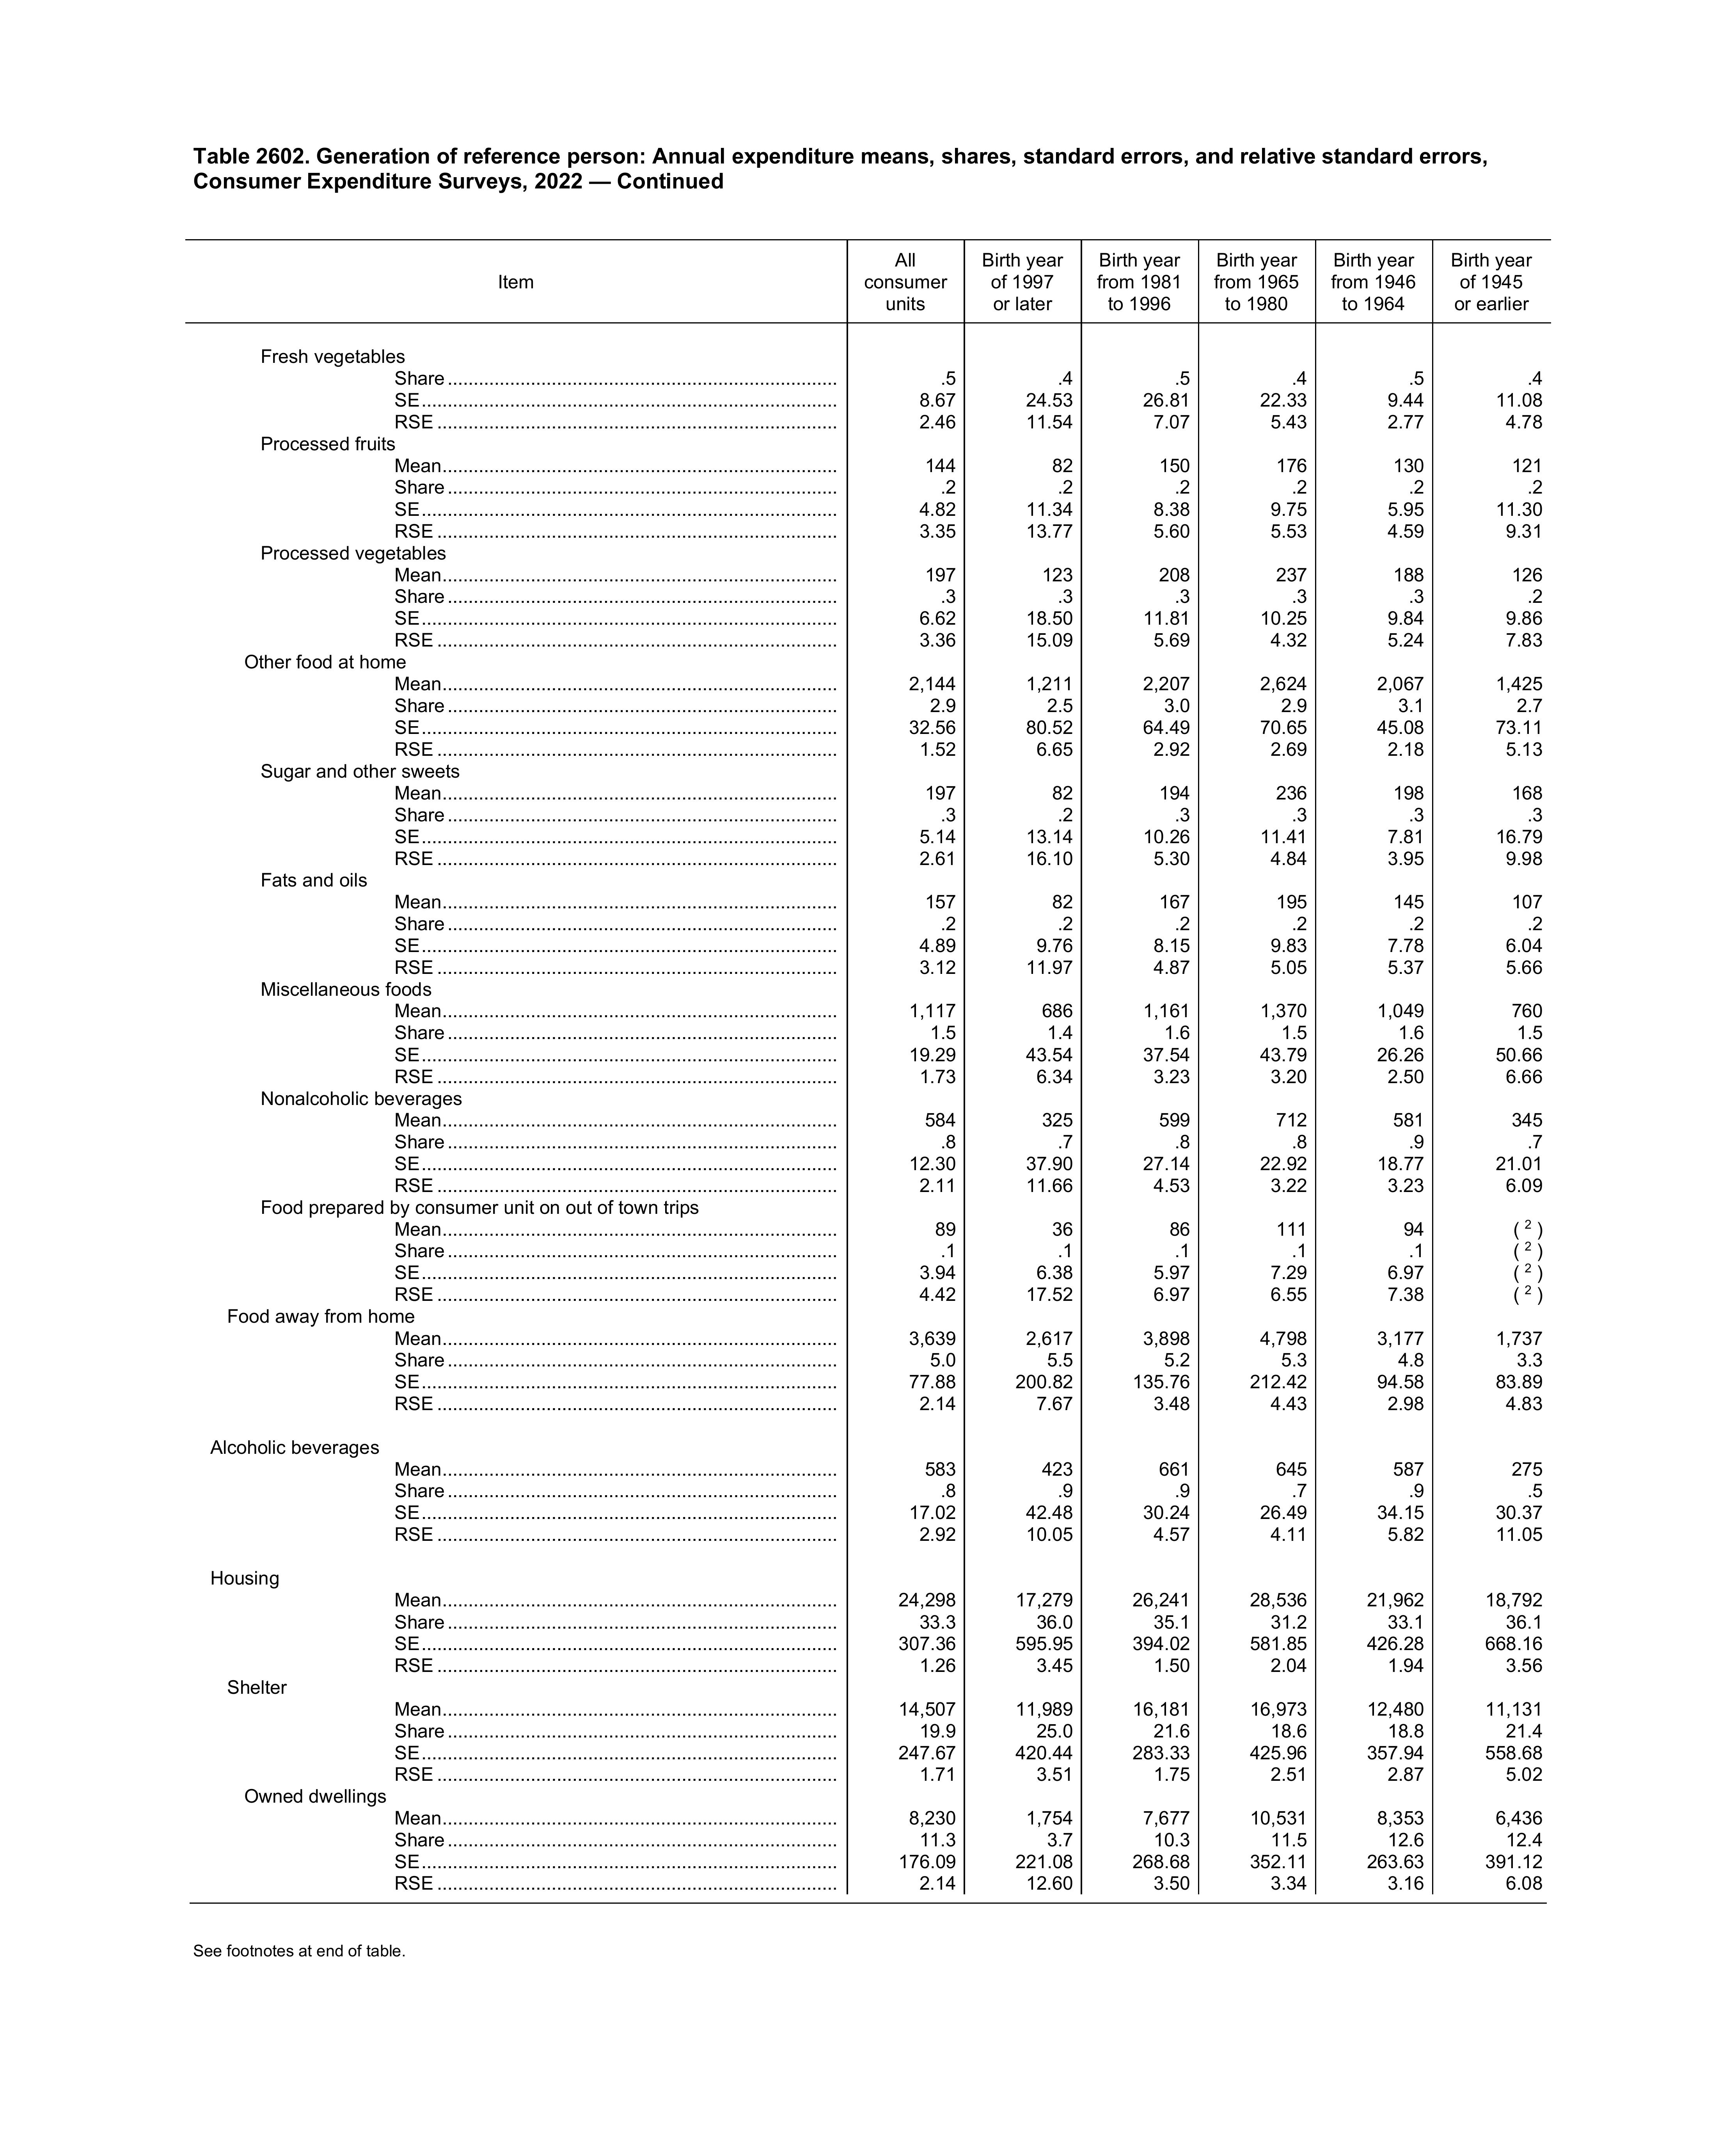 Table 2602. Generation of reference person: Annual expenditure means, shares, standard errors, and relative standard errors,
Consumer Expenditure Surveys, 2022 — Continued
Item
All consumer units
Birth year of 1997 or later
Birth year from 1981 to 1996
Birth year from 1965 to 1980
Birth year from 1946 to 1964
Birth year of 1945 or earlier
Fresh vegetables
Share .5 .4 .5 .4 .5 .4
SE 8.67 24.53 26.81 22.33 9.44 11.08
RSE 2.46 11.54 7.07 5.43 2.77 4.78
Processed fruits
Mean 144 82 150 176 130 121
Share .2 .2 .2 .2 .2 .2
SE 4.82 11.34 8.38 9.75 5.95 11.30
RSE 3.35 13.77 5.60 5.53 4.59 9.31
Processed vegetables
Mean 197 123 208 237 188 126
Share .3 .3 .3 .3 .3 .2
SE 6.62 18.50 11.81 10.25 9.84 9.86
RSE 3.36 15.09 5.69 4.32 5.24 7.83
Other food at home
Mean 2,144 1,211 2,207 2,624 2,067 1,425
Share 2.9 2.5 3.0 2.9 3.1 2.7
SE 32.56 80.52 64.49 70.65 45.08 73.11
RSE 1.52 6.65 2.92 2.69 2.18 5.13
Sugar and other sweets
Mean 197 82 194 236 198 168
Share .3 .2 .3 .3 .3 .3
SE 5.14 13.14 10.26 11.41 7.81 16.79
RSE 2.61 16.10 5.30 4.84 3.95 9.98
Fats and oils
Mean 157 82 167 195 145 107
Share .2 .2 .2 .2 .2 .2
SE 4.89 9.76 8.15 9.83 7.78 6.04
RSE 3.12 11.97 4.87 5.05 5.37 5.66
Miscellaneous foods
Mean 1,117 686 1,161 1,370 1,049 760
Share 1.5 1.4 1.6 1.5 1.6 1.5
SE 19.29 43.54 37.54 43.79 26.26 50.66
RSE 1.73 6.34 3.23 3.20 2.50 6.66
Nonalcoholic beverages
Mean 584 325 599 712 581 345
Share .8 .7 .8 .8 .9 .7
SE 12.30 37.90 27.14 22.92 18.77 21.01
RSE 2.11 11.66 4.53 3.22 3.23 6.09
Food prepared by consumer unit on out of town trips
Mean 89 36 86 111 94 ( ² )
Share .1 .1 .1 .1 .1 ( ² )
SE 3.94 6.38 5.97 7.29 6.97 ( ² )
RSE 4.42 17.52 6.97 6.55 7.38 ( ² )
Food away from home
Mean 3,639 2,617 3,898 4,798 3,177 1,737
Share 5.0 5.5 5.2 5.3 4.8 3.3
SE 77.88 200.82 135.76 212.42 94.58 83.89
RSE 2.14 7.67 3.48 4.43 2.98 4.83
Alcoholic beverages
Mean 583 423 661 645 587 275
Share .8 .9 .9 .7 .9 .5
SE 17.02 42.48 30.24 26.49 34.15 30.37
RSE 2.92 10.05 4.57 4.11 5.82 11.05
Housing
Mean 24,298 17,279 26,241 28,536 21,962 18,792
Share 33.3 36.0 35.1 31.2 33.1 36.1
SE 307.36 595.95 394.02 581.85 426.28 668.16
RSE 1.26 3.45 1.50 2.04 1.94 3.56
Shelter
Mean 14,507 11,989 16,181 16,973 12,480 11,131
Share 19.9 25.0 21.6 18.6 18.8 21.4
SE 247.67 420.44 283.33 425.96 357.94 558.68
RSE 1.71 3.51 1.75 2.51 2.87 5.02
Owned dwellings
Mean 8,230 1,754 7,677 10,531 8,353 6,436
Share 11.3 3.7 10.3 11.5 12.6 12.4
SE 176.09 221.08 268.68 352.11 263.63 391.12
RSE 2.14 12.60 3.50 3.34 3.16 6.08
See footnotes at end of table.